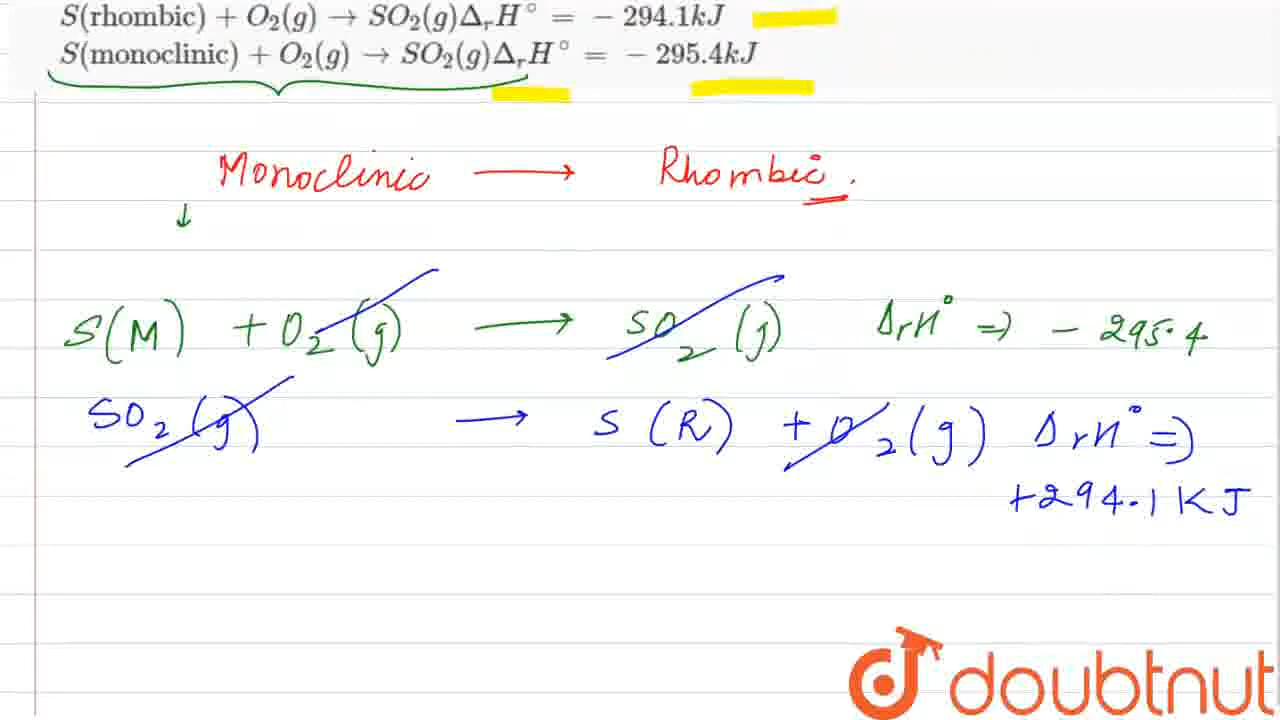 S(rhombic) + O₂(g) → SO₂(g)ΔᵣH° = − 294.1kJ
S(monoclinic) + O₂(g) → SO₂(g)ΔᵣH° = − 295.4kJ
Monoclinic → Rhombic.
↓
S(M) + O₂(g) → SO₂(g) ΔrH° ⇒ − 295.4
SO₂(g) → S(R) + O₂(g) ΔrH° ⇒
+294.1 KJ
doubtnut